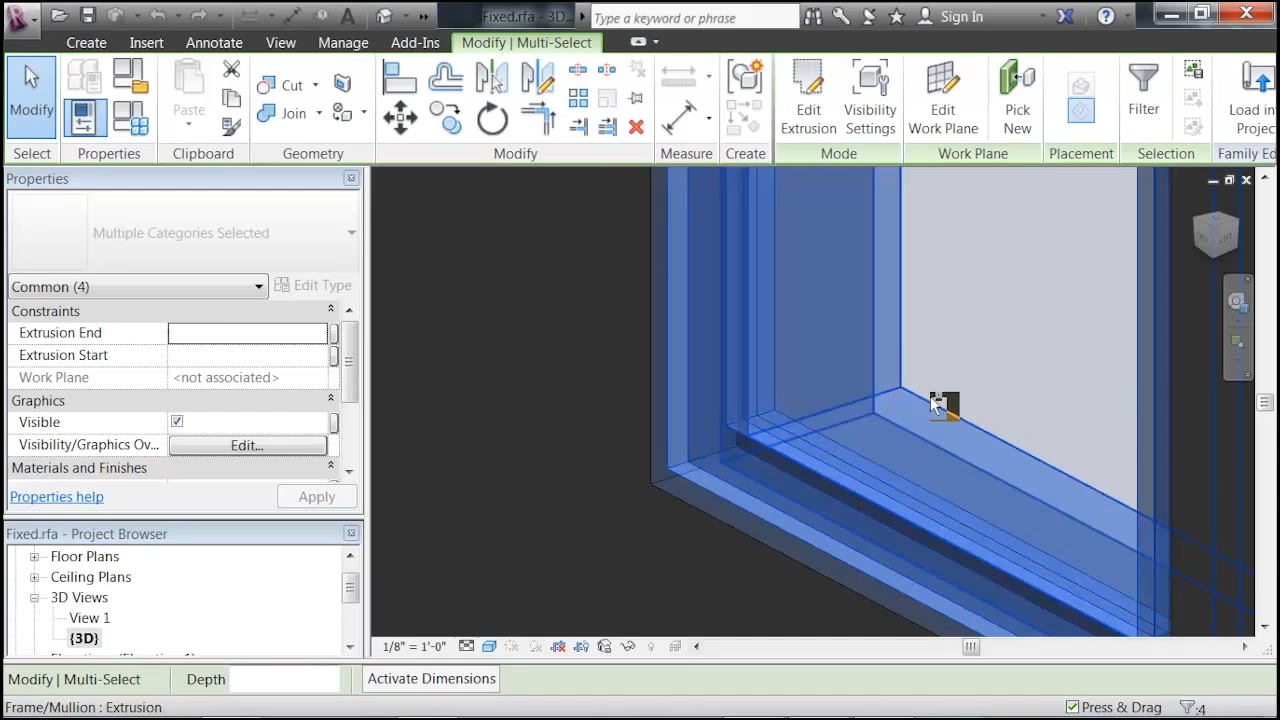 Fixed.rfa - 3D...
Type a keyword or phrase
Sign In
Create Insert Annotate View Manage Add-Ins Modify | Multi-Select
Modify
Paste
Cut
Join
Edit Extrusion
Visibility Settings
Edit Work Plane
Pick New
Filter
Load in
Projec
Select Properties Clipboard Geometry Modify Measure Create Mode Work Plane Placement Selection Family Ed
Properties
Multiple Categories Selected
Common (4) Edit Type
Constraints
Extrusion End
Extrusion Start
Work Plane <not associated>
Graphics
Visible
Visibility/Graphics Ov... Edit...
Materials and Finishes
Properties help Apply
Fixed.rfa - Project Browser
Floor Plans
Ceiling Plans
3D Views
View 1
{3D}
1/8" = 1'-0"
Modify | Multi-Select Depth Activate Dimensions
Frame/Mullion : Extrusion Press & Drag :4